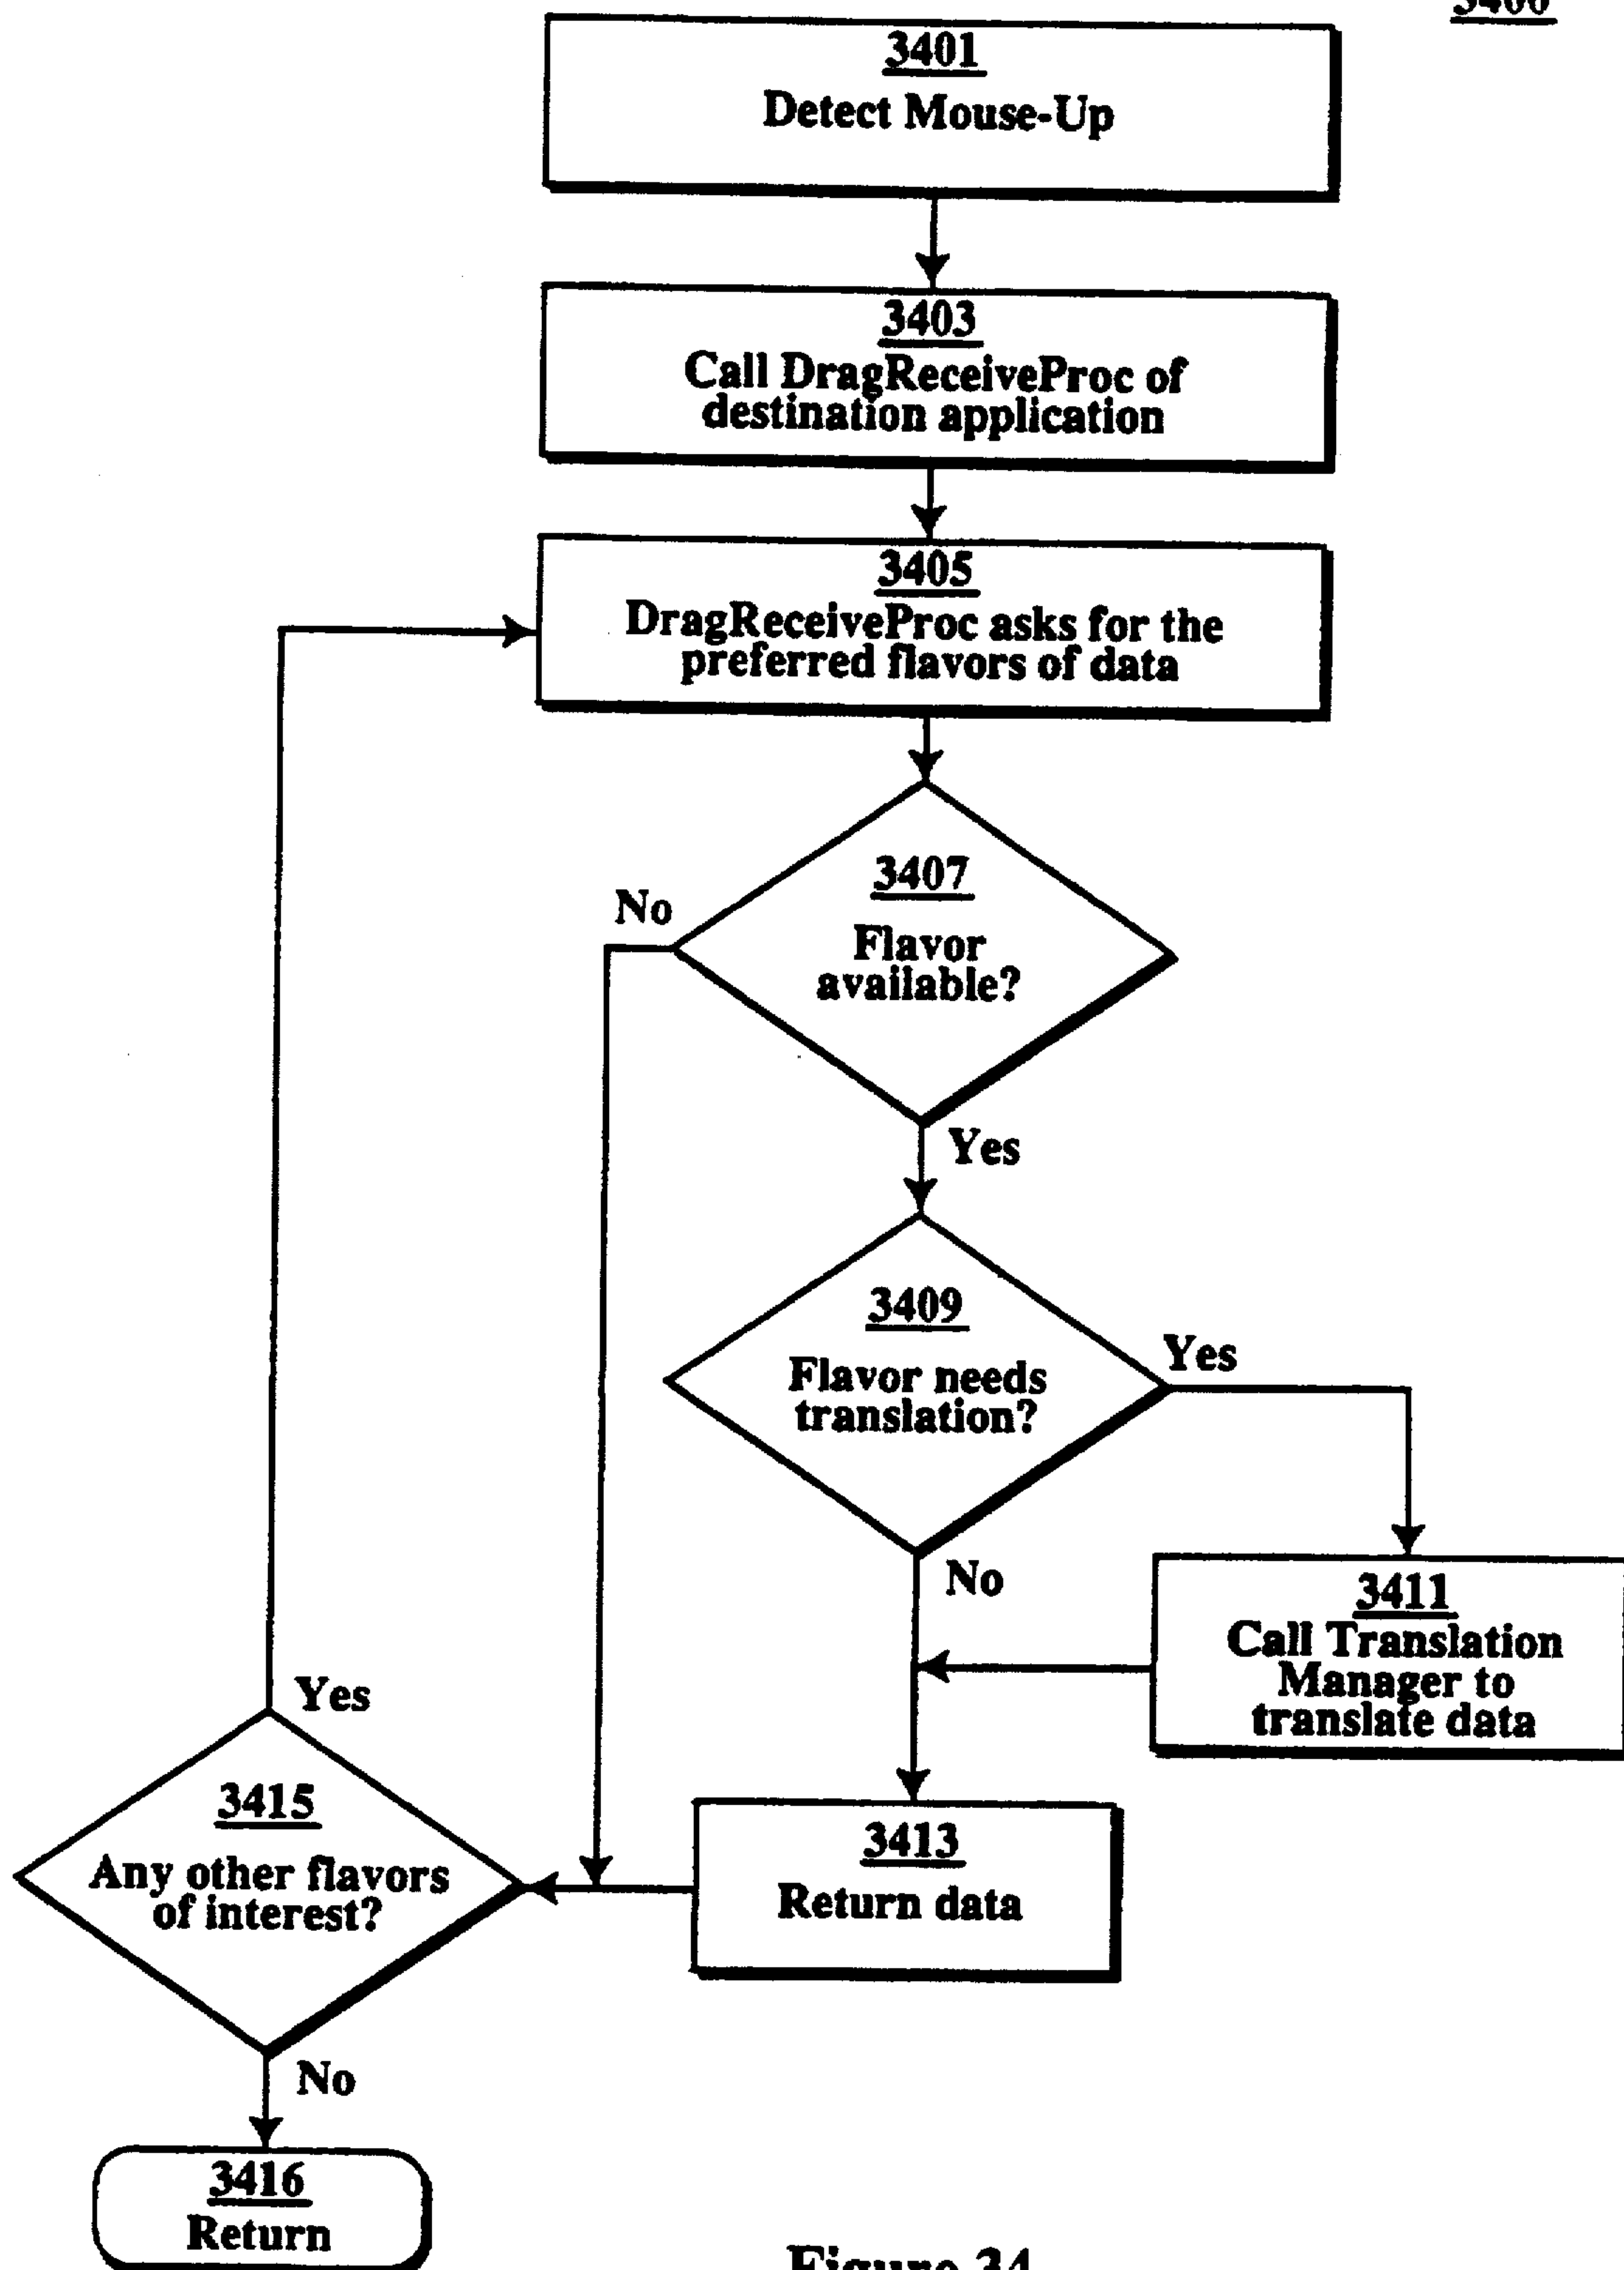 3401
Detect Mouse-Up
3403
Call DragReceiveProc of
destination application
3405
DragReceiveProc asks for the
preferred flavors of data
3407
No
Flavor
available?
Yes
3409
Yes
Flavor needs
translation?
No
3411
Call Translation
Manager to
translate data
Yes
3415
Any other flavors
of interest?
3413
Return data
No
3416
Return
Figure 34